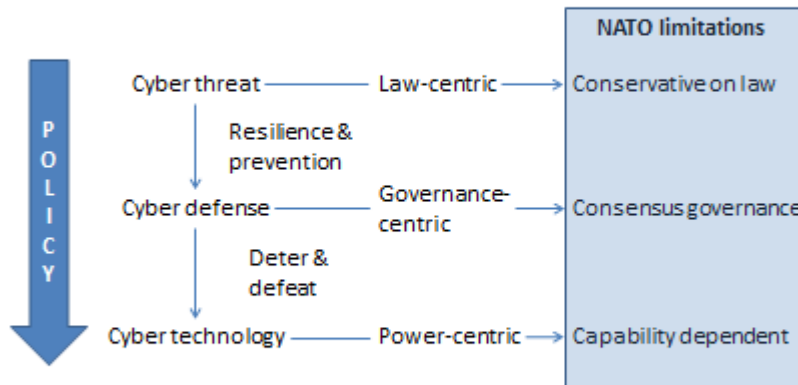 NATO limitations
POLICY
Cyber threat
Law-centric
Conservative on law
Resilience &
prevention
Cyber defense
Governance-
centric
Consensus governance
Deter &
defeat
Cyber technology
Power-centric
Capability dependent